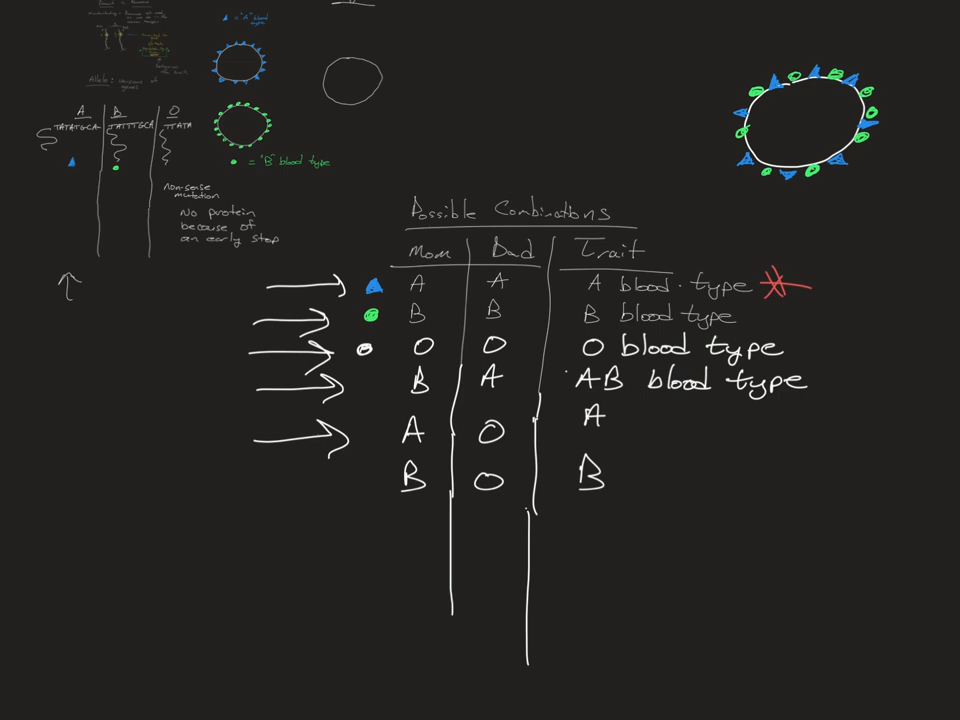 ▲ = "A" blood type
Allele: versions of genes
A B O
TATATGCA TATTTGCA TTATA
● = "B" blood type
non-sense
mutation
No protein
because of
an early stop
Possible Combinations
Mom Dad Trait
A A A blood type
B B B blood type
O O O blood type
B A AB blood type
A O A
B O B